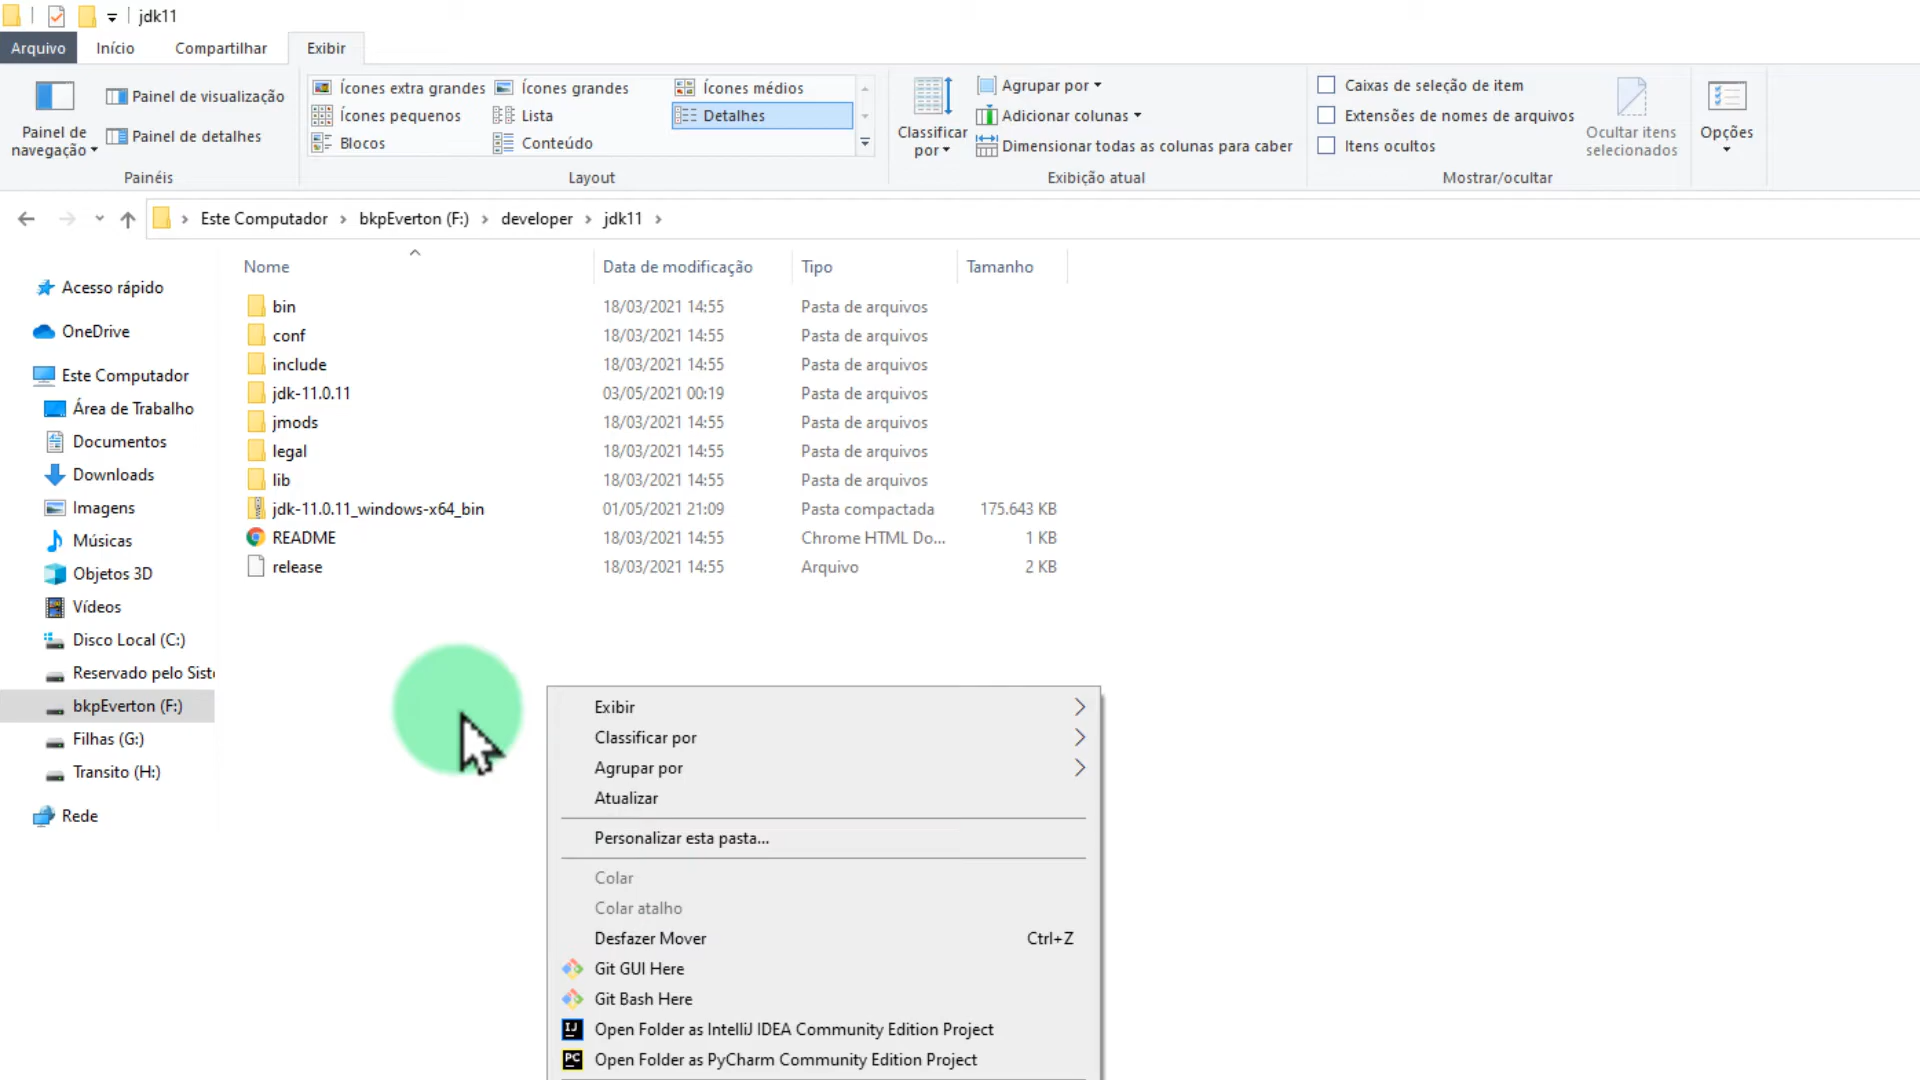 jdk11
Arquivo Início Compartilhar Exibir
Painel de navegação
Painel de visualização
Painel de detalhes
Painéis
Ícones extra grandes Ícones grandes Ícones médios
Ícones pequenos Lista Detalhes
Blocos Conteúdo
Layout
Classificar por
Agrupar por
Adicionar colunas
Dimensionar todas as colunas para caber
Exibição atual
Caixas de seleção de item
Extensões de nomes de arquivos
Itens ocultos
Ocultar itens selecionados
Mostrar/ocultar
Opções
Este Computador bkpEverton (F:) developer jdk11
Acesso rápido
OneDrive
Este Computador
Área de Trabalho
Documentos
Downloads
Imagens
Músicas
Objetos 3D
Vídeos
Disco Local (C:)
Reservado pelo Siste
bkpEverton (F:)
Filhas (G:)
Transito (H:)
Rede
Nome Data de modificação Tipo Tamanho
bin 18/03/2021 14:55 Pasta de arquivos
conf 18/03/2021 14:55 Pasta de arquivos
include 18/03/2021 14:55 Pasta de arquivos
jdk-11.0.11 03/05/2021 00:19 Pasta de arquivos
jmods 18/03/2021 14:55 Pasta de arquivos
legal 18/03/2021 14:55 Pasta de arquivos
lib 18/03/2021 14:55 Pasta de arquivos
jdk-11.0.11_windows-x64_bin 01/05/2021 21:09 Pasta compactada 175.643 KB
README 18/03/2021 14:55 Chrome HTML Do... 1 KB
release 18/03/2021 14:55 Arquivo 2 KB
Exibir
Classificar por
Agrupar por
Atualizar
Personalizar esta pasta...
Colar
Colar atalho
Desfazer Mover Ctrl+Z
Git GUI Here
Git Bash Here
IJ Open Folder as IntelliJ IDEA Community Edition Project
PC Open Folder as PyCharm Community Edition Project